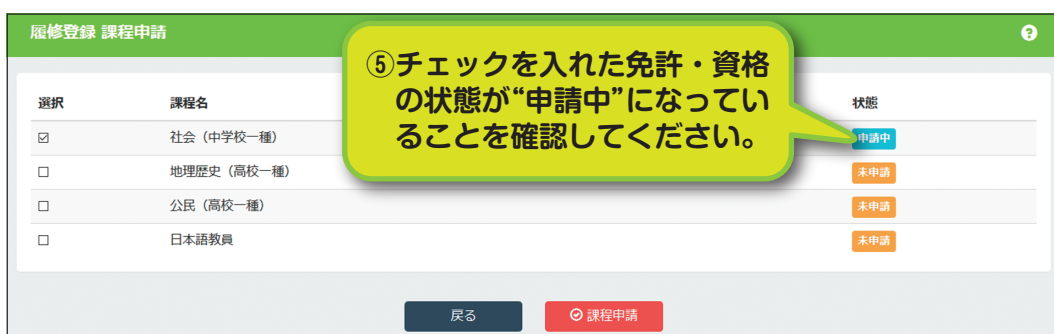 履修登録 課程申請
?
⑤チェックを入れた免許・資格
の状態が“申請中”になってい
ることを確認してください。
選択 課程名 状態
社会（中学校一種） 申請中
地理歴史（高校一種） 未申請
公民（高校一種） 未申請
日本語教員 未申請
戻る 課程申請